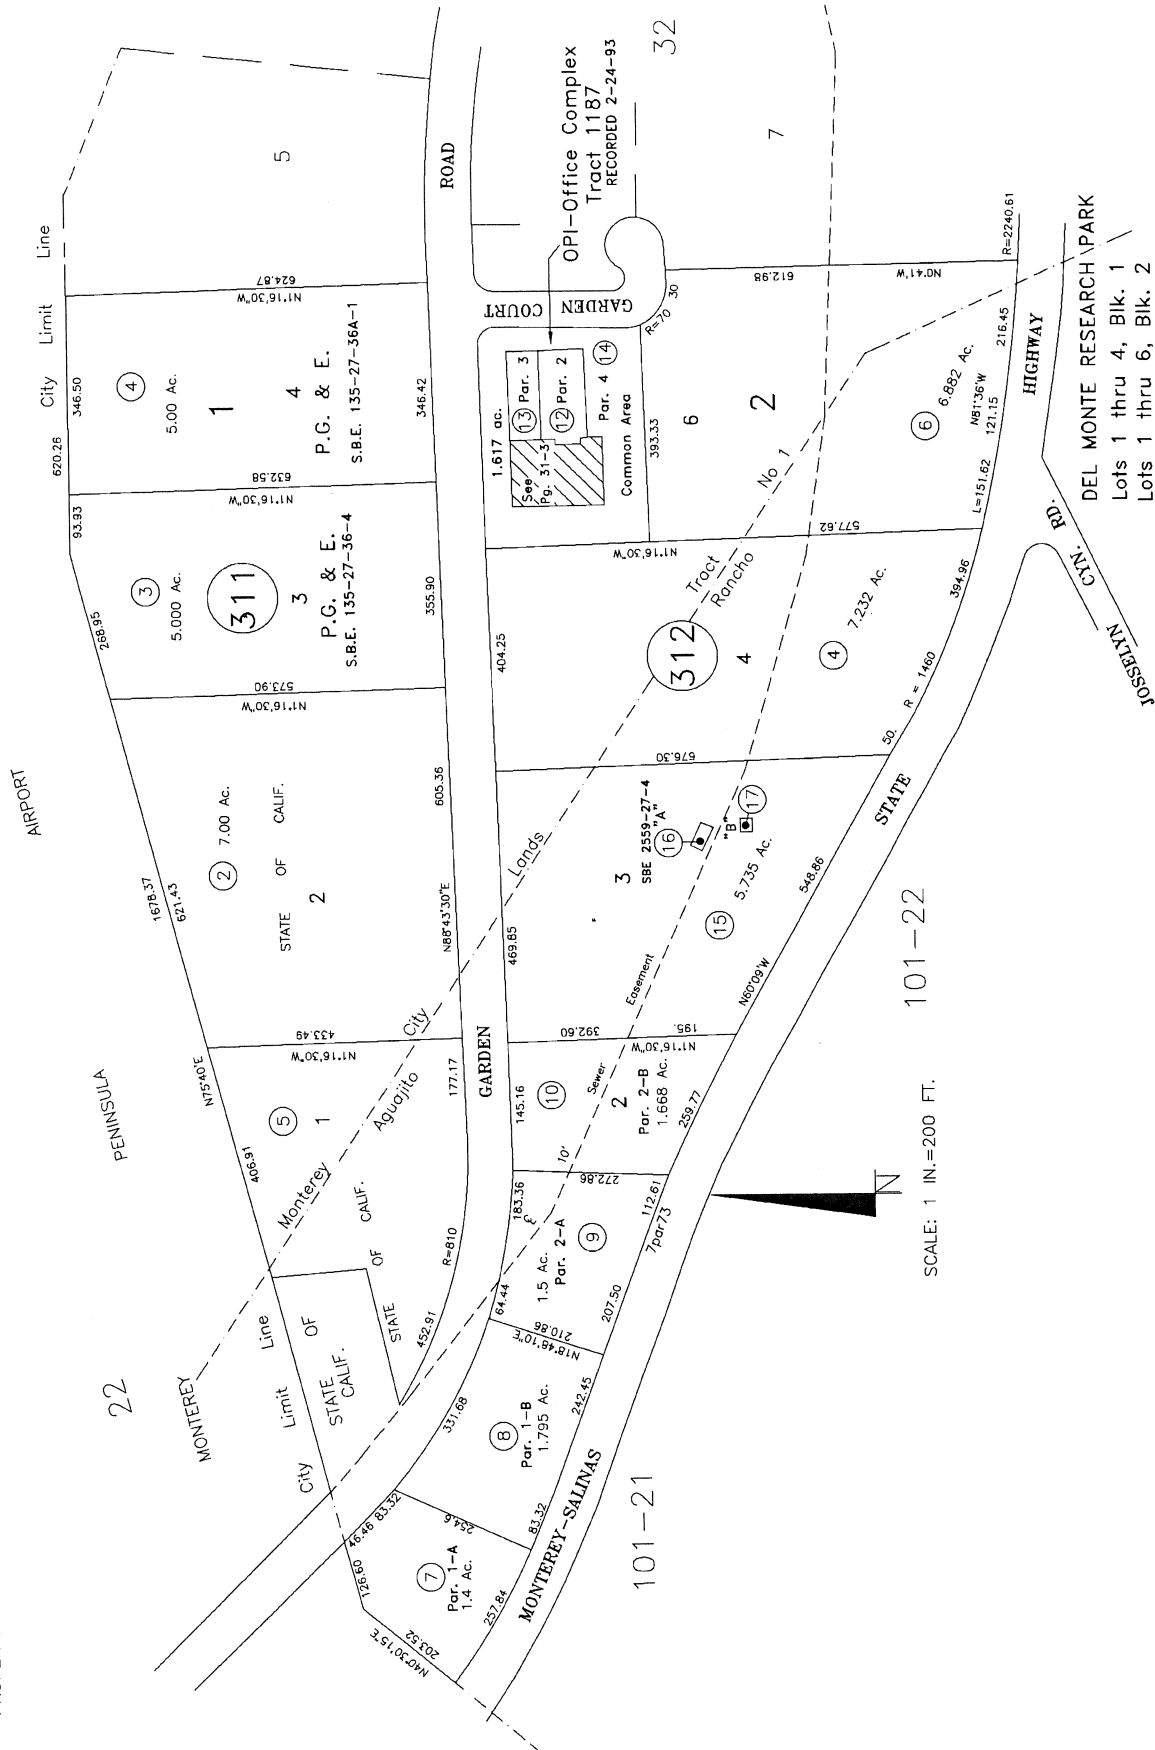 AIRPORT
PENINSULA
22
MONTEREY
City Limit Line
City Limit Line
620.26
346.50
93.93
268.95
1678.37
621.43
N75°40'E
406.91
126.60
5
624.87
N1°16'30"W
4
5.00 Ac.
1
4
P.G. & E.
S.B.E. 135-27-36A-1
346.42
632.58
N1°16'30"W
3
5.000 Ac.
311
3
P.G. & E.
S.B.E. 135-27-36-4
355.90
573.90
N1°16'30"W
2
7.00 Ac.
STATE OF CALIF.
2
605.36
N88°43'30"E
433.49
N1°16'30"W
5
1
177.17
Monterey City Lands Tract No 1
Aguajito Rancho
STATE OF CALIF.
STATE OF
CALIF.
R=810
452.91
GARDEN ROAD
GARDEN
COURT
OPI-Office Complex
Tract 1187
RECORDED 2-24-93
32
7
1.617 ac.
13 Par. 3
12 Par. 2
See
Pg. 31-3
Par. 4 14
Common Area
R=70
30
393.33
6
2
612.98
N0°41'W
R=2240.61
6
6.882 Ac.
216.45
N81°36'W
121.15
L=151.62
577.62
N1°16'30"W
404.25
312
4
4
7.232 Ac.
394.96
R = 1460
50.
676.30
469.85
3
SBE 2559-27-4
"A"
16
"B"
17
15
5.735 Ac.
548.86
N60°09'W
392.60
195.
N1°16'30"W
10' Sewer Easement
145.16
10
2
Par. 2-B
1.668 Ac.
259.77
272.86
183.36
3'
1.5 Ac.
Par. 2-A
9
112.61
7par73
207.50
64.44
210.86
N18°48'10"E
331.68
8
Par. 1-B
1.795 Ac.
242.45
83.32
46.46
254.6
83.32
7
Par. 1-A
1.4 Ac.
257.84
203.52
N40°30'15"E
MONTEREY-SALINAS STATE HIGHWAY
JOSSELYN CYN. RD.
101-21
101-22
N
SCALE: 1 IN.=200 FT.
DEL MONTE RESEARCH PARK
Lots 1 thru 4, Blk. 1
Lots 1 thru 6, Blk. 2